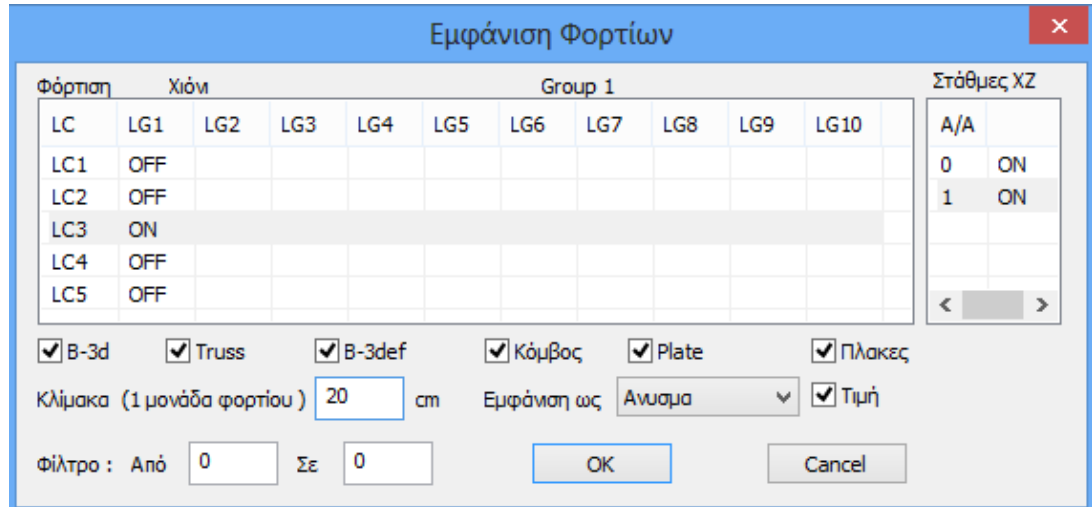 Εμφάνιση Φορτίων
Φόρτιση Χιόνι Group 1 Στάθμες XZ
LC LG1 LG2 LG3 LG4 LG5 LG6 LG7 LG8 LG9 LG10 A/A
LC1 OFF 0 ON
LC2 OFF 1 ON
LC3 ON
LC4 OFF
LC5 OFF
B-3d Truss B-3def Κόμβος Plate Πλακες
Κλίμακα (1 μονάδα φορτίου ) 20 cm Εμφάνιση ως Ανυσμα Τιμή
Φίλτρο : Από 0 Σε 0 OK Cancel